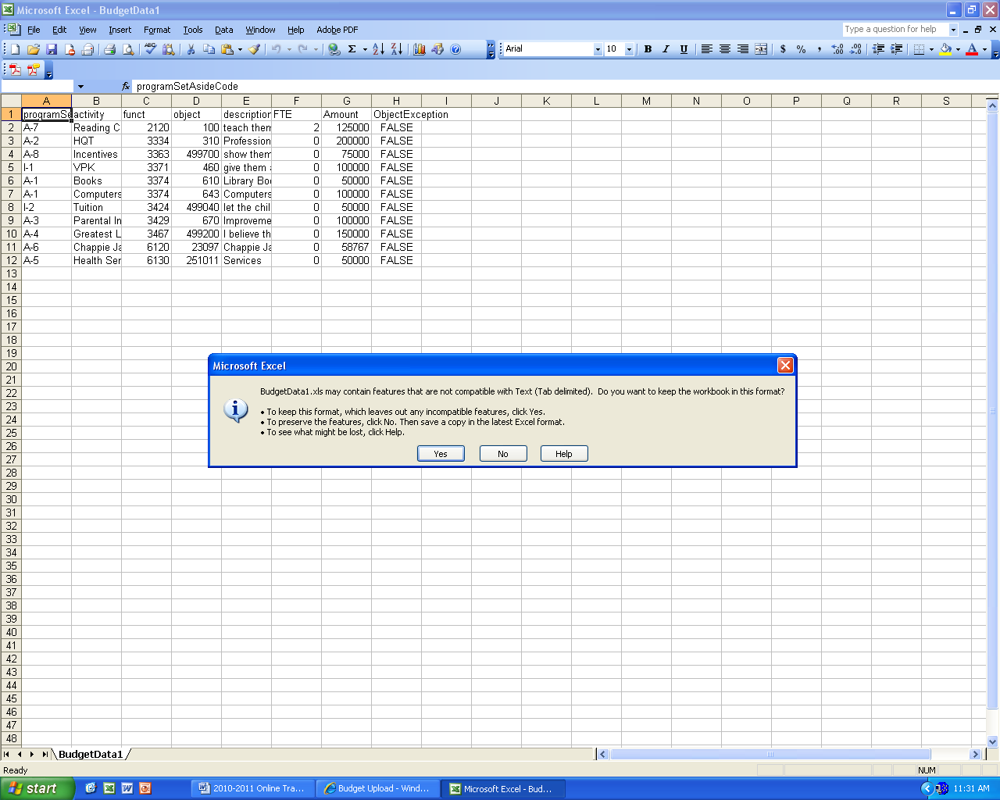 Microsoft Excel - BudgetData1
File Edit View Insert Format Tools Data Window Help Adobe PDF Type a question for help
Arial 10 B I U $ % ,
programSetAsideCode
A B C D E F G H I J K L M N O P Q R S
1 programSe activity funct object description FTE Amount ObjectException
2 A-7 Reading C 2120 100 teach them 2 125000 FALSE
3 A-2 HQT 3334 310 Profession 0 200000 FALSE
4 A-8 Incentives 3363 499700 show them 0 75000 FALSE
5 I-1 VPK 3371 460 give them a 0 100000 FALSE
6 A-1 Books 3374 610 Library Boo 0 50000 FALSE
7 A-1 Computers 3374 643 Computers 0 100000 FALSE
8 I-2 Tuition 3424 499040 let the chil 0 50000 FALSE
9 A-3 Parental In 3429 670 Improveme 0 100000 FALSE
10 A-4 Greatest L 3467 499200 I believe th 0 150000 FALSE
11 A-6 Chappie Ja 6120 23097 Chappie Ja 0 58767 FALSE
12 A-5 Health Ser 6130 251011 Services 0 50000 FALSE
13
14
15
16
17
18
19
20
21
22
23
24
25
26
27
28
29
30
31
32
33
34
35
36
37
38
39
40
41
42
43
44
45
46
47
48
Microsoft Excel
BudgetData1.xls may contain features that are not compatible with Text (Tab delimited). Do you want to keep the workbook in this format?
• To keep this format, which leaves out any incompatible features, click Yes.
• To preserve the features, click No. Then save a copy in the latest Excel format.
• To see what might be lost, click Help.
Yes No Help
BudgetData1
Ready NUM
start 2010-2011 Online Tra... Budget Upload - Wind... Microsoft Excel - Bud... 11:31 AM